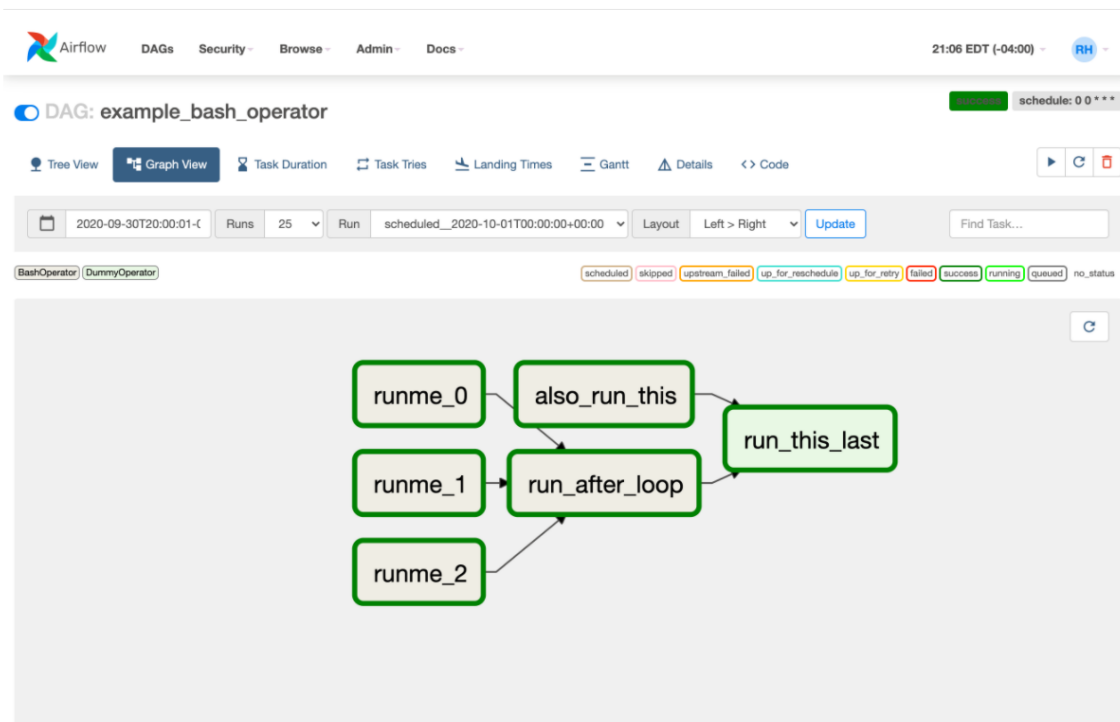 Airflow DAGs Security Browse Admin Docs 21:06 EDT (-04:00) RH
DAG: example_bash_operator schedule: 0 0 * * *
Tree View Graph View Task Duration Task Tries Landing Times Gantt Details <> Code
2020-09-30T20:00:01-( Runs 25 Run scheduled__2020-10-01T00:00:00+00:00 Layout Left > Right Update Find Task...
BashOperator DummyOperator scheduled skipped upstream_failed up_for_reschedule up_for_retry failed success running queued no_status
runme_0 also_run_this
run_this_last
runme_1 run_after_loop
runme_2